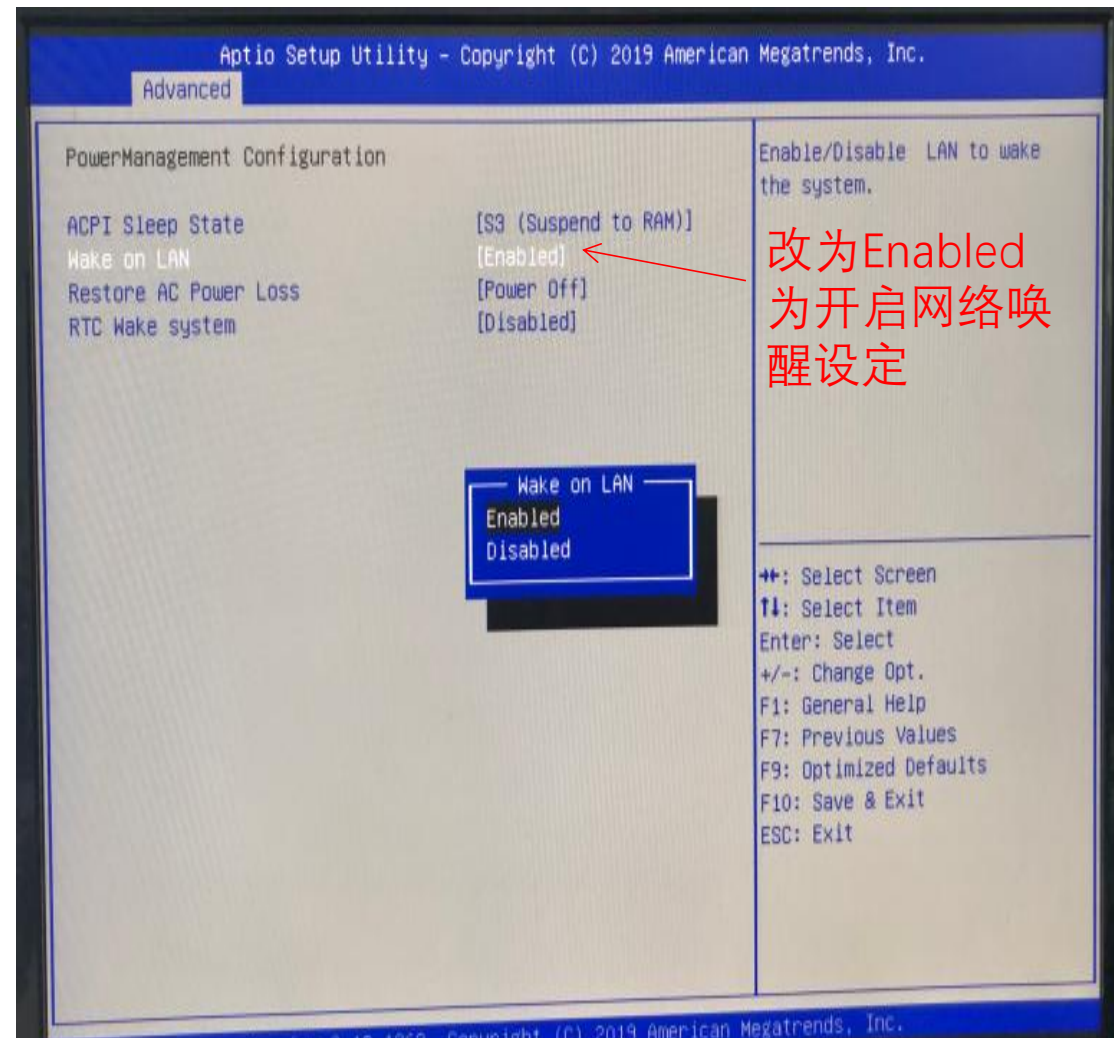 Aptio Setup Utility - Copyright (C) 2019 American Megatrends, Inc.
Advanced
PowerManagement Configuration
ACPI Sleep State [S3 (Suspend to RAM)]
Wake on LAN [Enabled]
Restore AC Power Loss [Power Off]
RTC Wake system [Disabled]
Enable/Disable LAN to wake
the system.
改为Enabled
为开启网络唤
醒设定
Wake on LAN
Enabled
Disabled
→←: Select Screen
↑↓: Select Item
Enter: Select
+/-: Change Opt.
F1: General Help
F7: Previous Values
F9: Optimized Defaults
F10: Save & Exit
ESC: Exit
Copyright (C) 2019 American Megatrends, Inc.